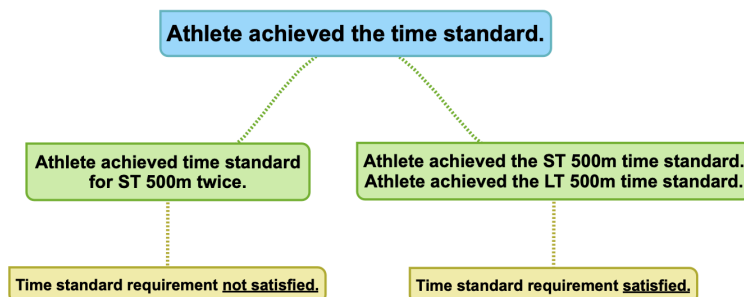 Athlete achieved the time standard.
Athlete achieved time standard
for ST 500m twice.
Athlete achieved the ST 500m time standard.
Athlete achieved the LT 500m time standard.
Time standard requirement not satisfied.
Time standard requirement satisfied.